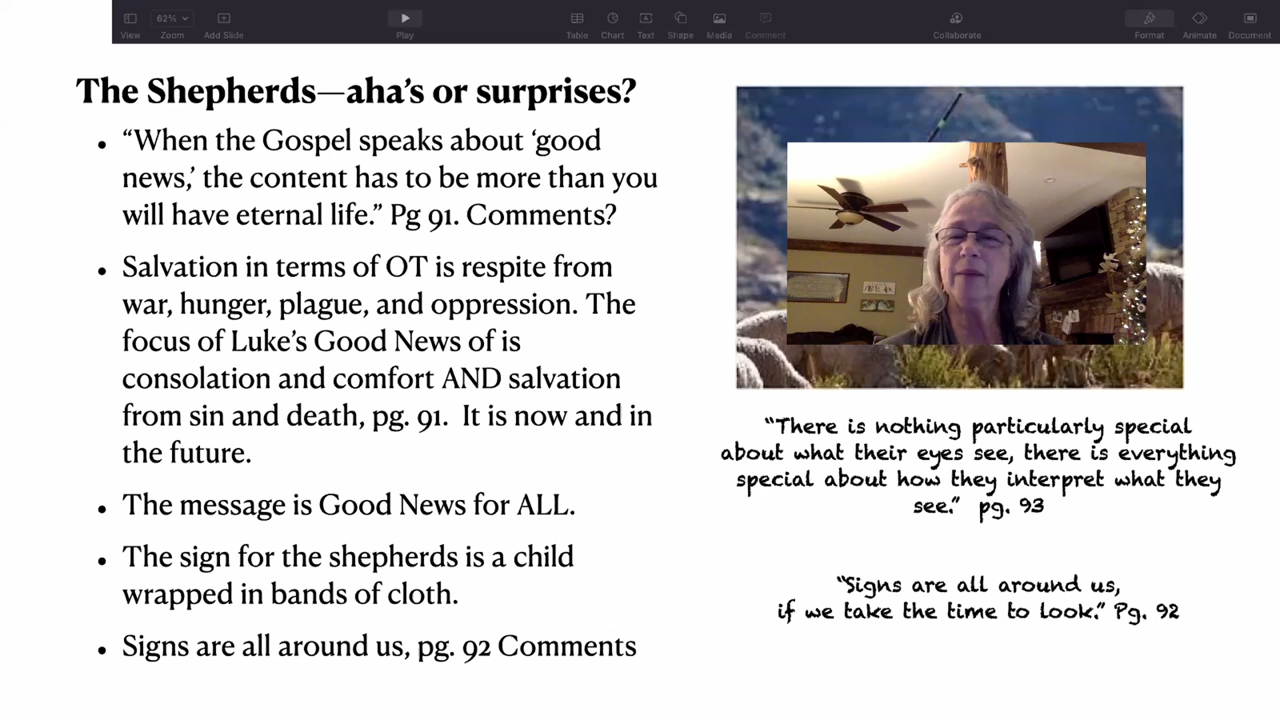 View
62%
Zoom
Add Slide
Play
Table
Chart
Text
Shape
Media
Comment
Collaborate
Format
Animate
Document
The Shepherds—aha’s or surprises?
• “When the Gospel speaks about ‘good
news,’ the content has to be more than you
will have eternal life.” Pg 91. Comments?
• Salvation in terms of OT is respite from
war, hunger, plague, and oppression. The
focus of Luke’s Good News of is
consolation and comfort AND salvation
from sin and death, pg. 91.  It is now and in
the future.
• The message is Good News for ALL.
• The sign for the shepherds is a child
wrapped in bands of cloth.
• Signs are all around us, pg. 92 Comments
“There is nothing particularly special
about what their eyes see, there is everything
special about how they interpret what they
see.”  pg. 93
“Signs are all around us,
if we take the time to look.” Pg. 92